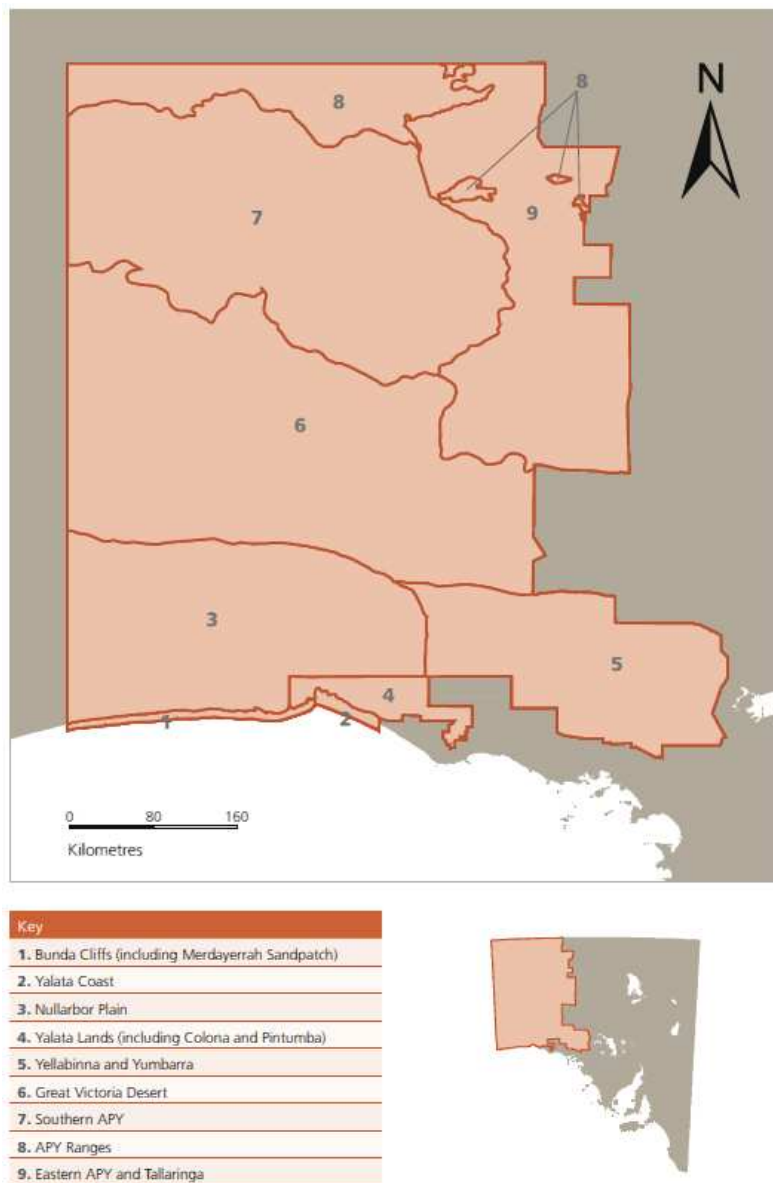 N
8
8
7
9
6
3
5
4
1
2
0 80 160
Kilometres
Key
1. Bunda Cliffs (including Merdayerrah Sandpatch)
2. Yalata Coast
3. Nullarbor Plain
4. Yalata Lands (including Colona and Pintumba)
5. Yellabinna and Yumbarra
6. Great Victoria Desert
7. Southern APY
8. APY Ranges
9. Eastern APY and Tallaringa